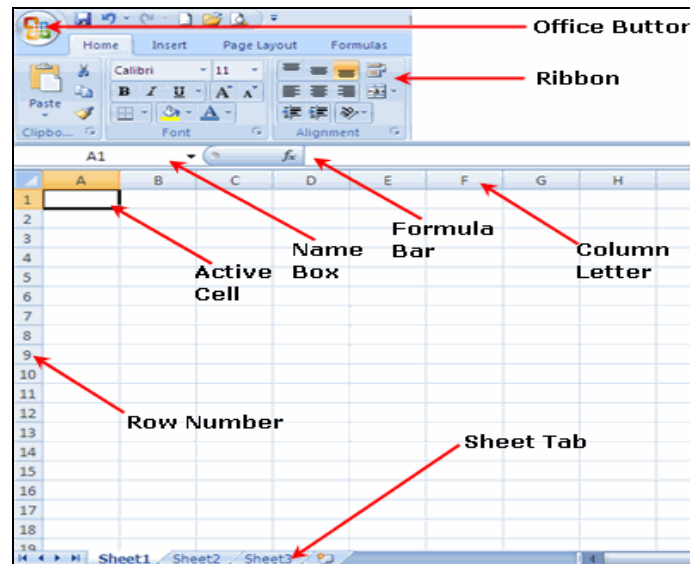 Office Button
Home Insert Page Layout Formulas
Ribbon
Calibri 11
Paste
B I U A A
A
Clipbo... Font Alignment
A1 fx
A B C D E F G H
1
2
3
4
5
6
7
8
9
10
11
12
13
14
15
16
17
18
19
Active
Cell
Name
Box
Formula
Bar
Column
Letter
Row Number
Sheet Tab
Sheet1 Sheet2 Sheet3